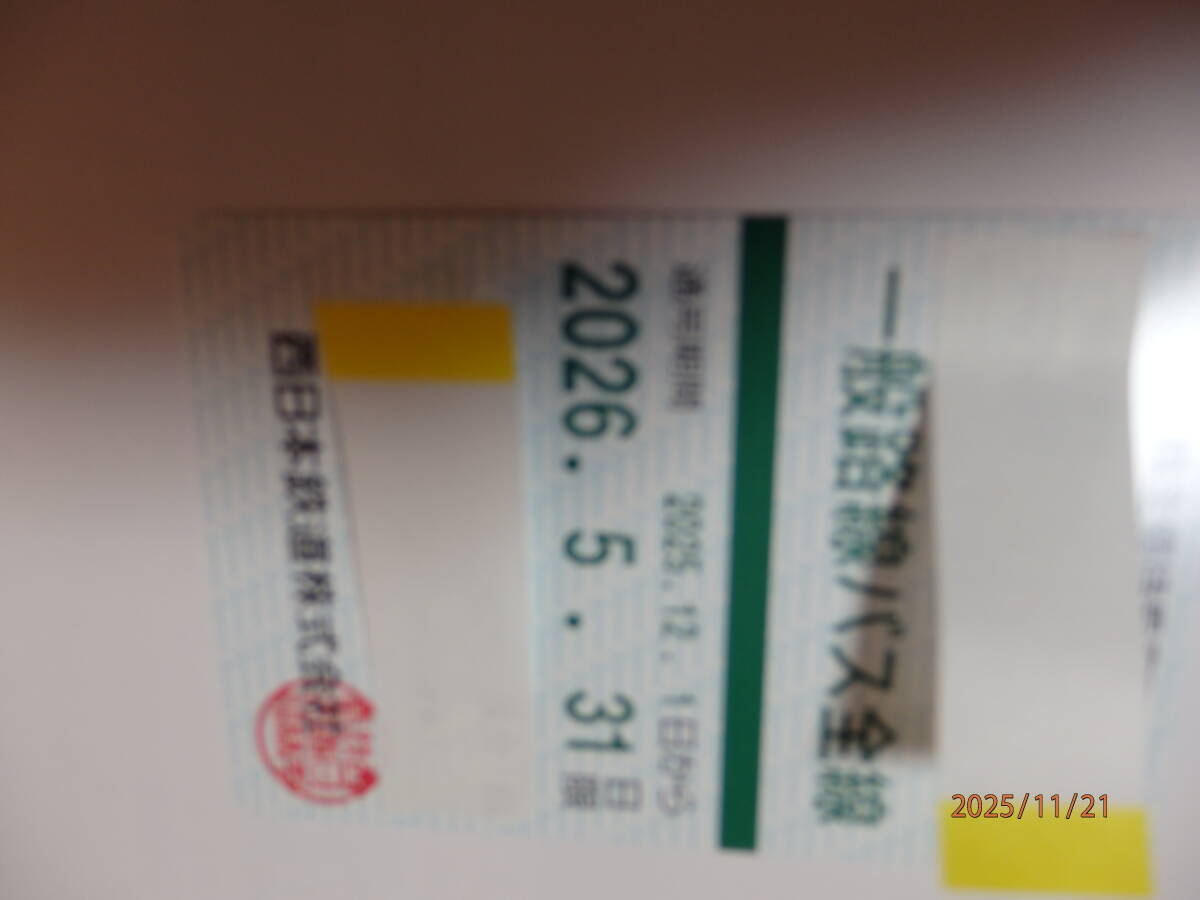 一般路線バス全線
通用期間 2025.12. 1日から
2026. 5. 31日限
西日本鉄道株式会社
2025/11/21